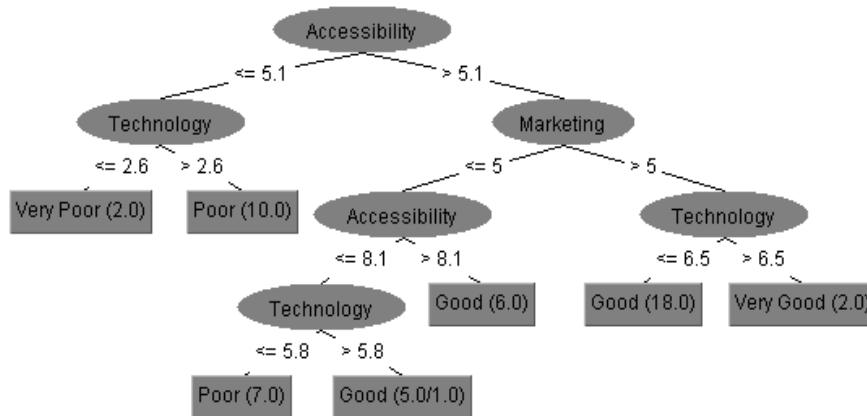 Accessibility
<= 5.1 > 5.1
Technology Marketing
<= 2.6 > 2.6 <= 5 > 5
Very Poor (2.0) Poor (10.0) Accessibility Technology
<= 8.1 > 8.1 <= 6.5 > 6.5
Technology Good (6.0) Good (18.0) Very Good (2.0)
<= 5.8 > 5.8
Poor (7.0) Good (5.0/1.0)